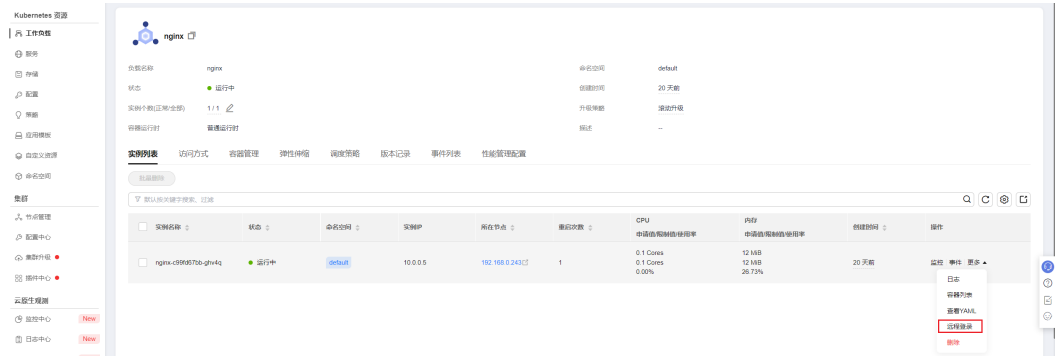 Kubernetes 资源
工作负载
服务
存储
配置
策略
应用模板
自定义资源
命名空间
集群
节点管理
配置中心
集群升级
插件中心
云原生观测
监控中心 New
日志中心 New
nginx
负载名称 nginx 命名空间 default
状态 运行中 创建时间 20 天前
实例个数(正常/全部) 1 / 1 升级策略 滚动升级
容器运行时 普通运行时 描述 --
实例列表 访问方式 容器管理 弹性伸缩 调度策略 版本记录 事件列表 性能管理配置
批量删除
默认按关键字搜索、过滤
实例名称 状态 命名空间 实例IP 所在节点 重启次数 CPU 申请值/限制值/使用率 内存 申请值/限制值/使用率 创建时间 操作
nginx-c99fd67bb-ghv4q 运行中 default 10.0.0.5 192.168.0.243 1 0.1 Cores 12 MiB 20 天前 监控 事件 更多
0.1 Cores 12 MiB
0.00% 26.73%
日志
容器列表
查看YAML
远程登录
删除